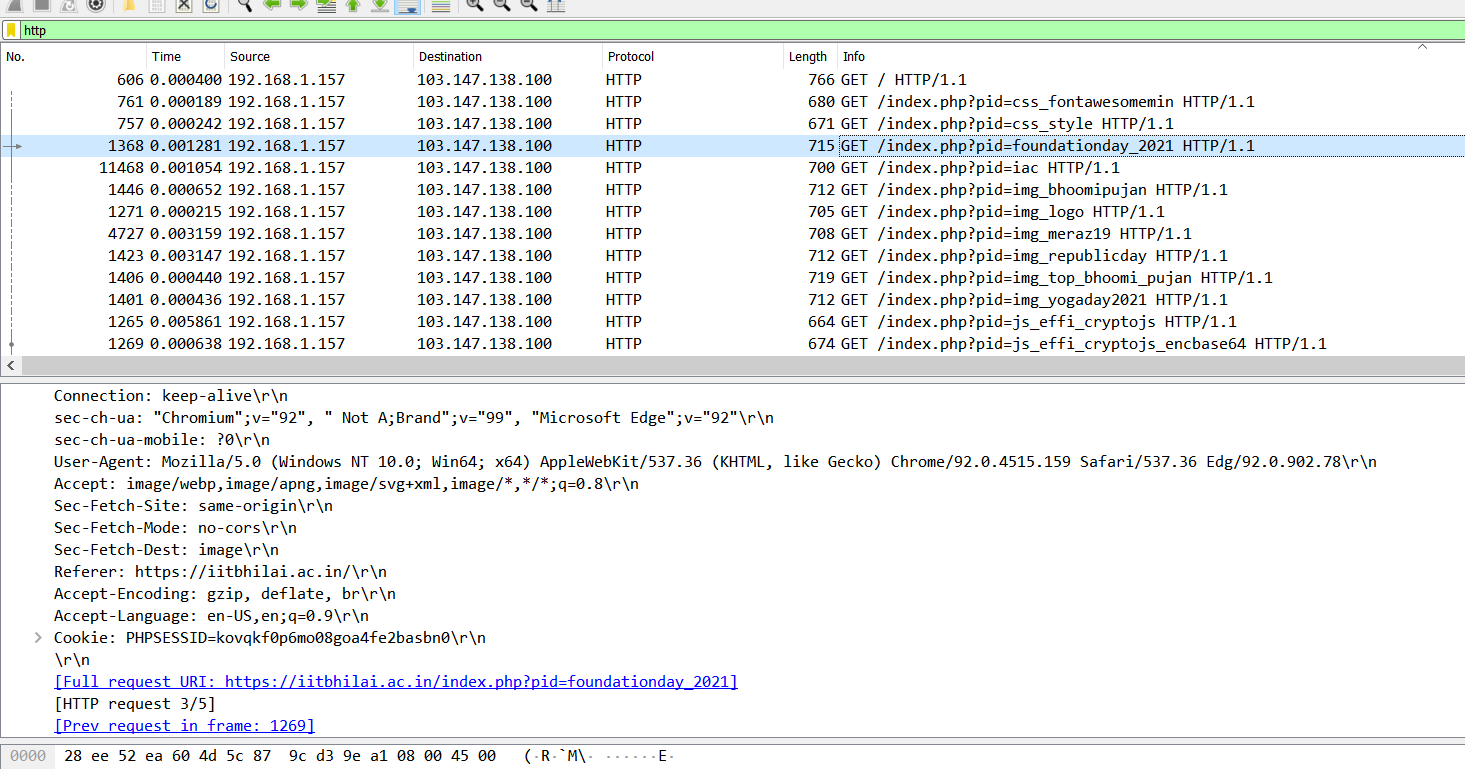 http
No. Time Source Destination Protocol Length Info
606 0.000400 192.168.1.157 103.147.138.100 HTTP 766 GET / HTTP/1.1
761 0.000189 192.168.1.157 103.147.138.100 HTTP 680 GET /index.php?pid=css_fontawesomemin HTTP/1.1
757 0.000242 192.168.1.157 103.147.138.100 HTTP 671 GET /index.php?pid=css_style HTTP/1.1
1368 0.001281 192.168.1.157 103.147.138.100 HTTP 715 GET /index.php?pid=foundationday_2021 HTTP/1.1
11468 0.001054 192.168.1.157 103.147.138.100 HTTP 700 GET /index.php?pid=iac HTTP/1.1
1446 0.000652 192.168.1.157 103.147.138.100 HTTP 712 GET /index.php?pid=img_bhoomipujan HTTP/1.1
1271 0.000215 192.168.1.157 103.147.138.100 HTTP 705 GET /index.php?pid=img_logo HTTP/1.1
4727 0.003159 192.168.1.157 103.147.138.100 HTTP 708 GET /index.php?pid=img_meraz19 HTTP/1.1
1423 0.003147 192.168.1.157 103.147.138.100 HTTP 712 GET /index.php?pid=img_republicday HTTP/1.1
1406 0.000440 192.168.1.157 103.147.138.100 HTTP 719 GET /index.php?pid=img_top_bhoomi_pujan HTTP/1.1
1401 0.000436 192.168.1.157 103.147.138.100 HTTP 712 GET /index.php?pid=img_yogaday2021 HTTP/1.1
1265 0.005861 192.168.1.157 103.147.138.100 HTTP 664 GET /index.php?pid=js_effi_cryptojs HTTP/1.1
1269 0.000638 192.168.1.157 103.147.138.100 HTTP 674 GET /index.php?pid=js_effi_cryptojs_encbase64 HTTP/1.1
Connection: keep-alive\r\n
sec-ch-ua: "Chromium";v="92", " Not A;Brand";v="99", "Microsoft Edge";v="92"\r\n
sec-ch-ua-mobile: ?0\r\n
User-Agent: Mozilla/5.0 (Windows NT 10.0; Win64; x64) AppleWebKit/537.36 (KHTML, like Gecko) Chrome/92.0.4515.159 Safari/537.36 Edg/92.0.902.78\r\n
Accept: image/webp,image/apng,image/svg+xml,image/*,*/*;q=0.8\r\n
Sec-Fetch-Site: same-origin\r\n
Sec-Fetch-Mode: no-cors\r\n
Sec-Fetch-Dest: image\r\n
Referer: https://iitbhilai.ac.in/\r\n
Accept-Encoding: gzip, deflate, br\r\n
Accept-Language: en-US,en;q=0.9\r\n
Cookie: PHPSESSID=kovqkf0p6mo08goa4fe2basbn0\r\n
\r\n
[Full request URI: https://iitbhilai.ac.in/index.php?pid=foundationday_2021]
[HTTP request 3/5]
[Prev request in frame: 1269]
0000 28 ee 52 ea 60 4d 5c 87 9c d3 9e a1 08 00 45 00 (·R·`M\· ······E·